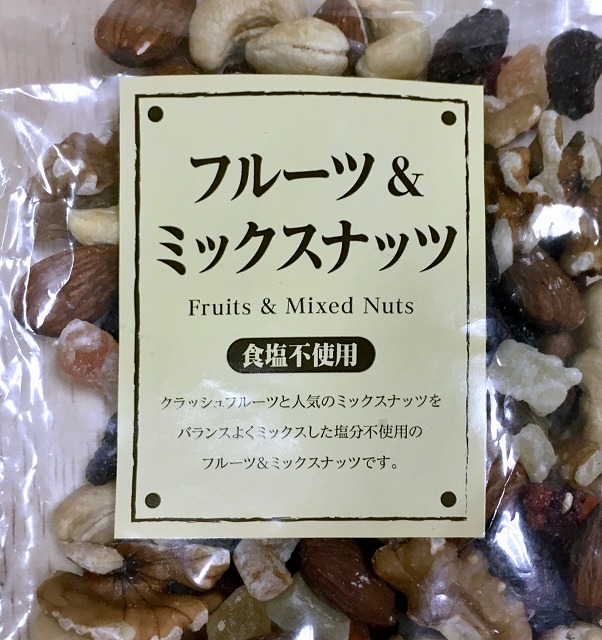 フルーツ&
ミックスナッツ
Fruits & Mixed Nuts
食塩不使用
クラッシュフルーツと人気のミックスナッツを
バランスよくミックスした塩分不使用の
フルーツ&ミックスナッツです。